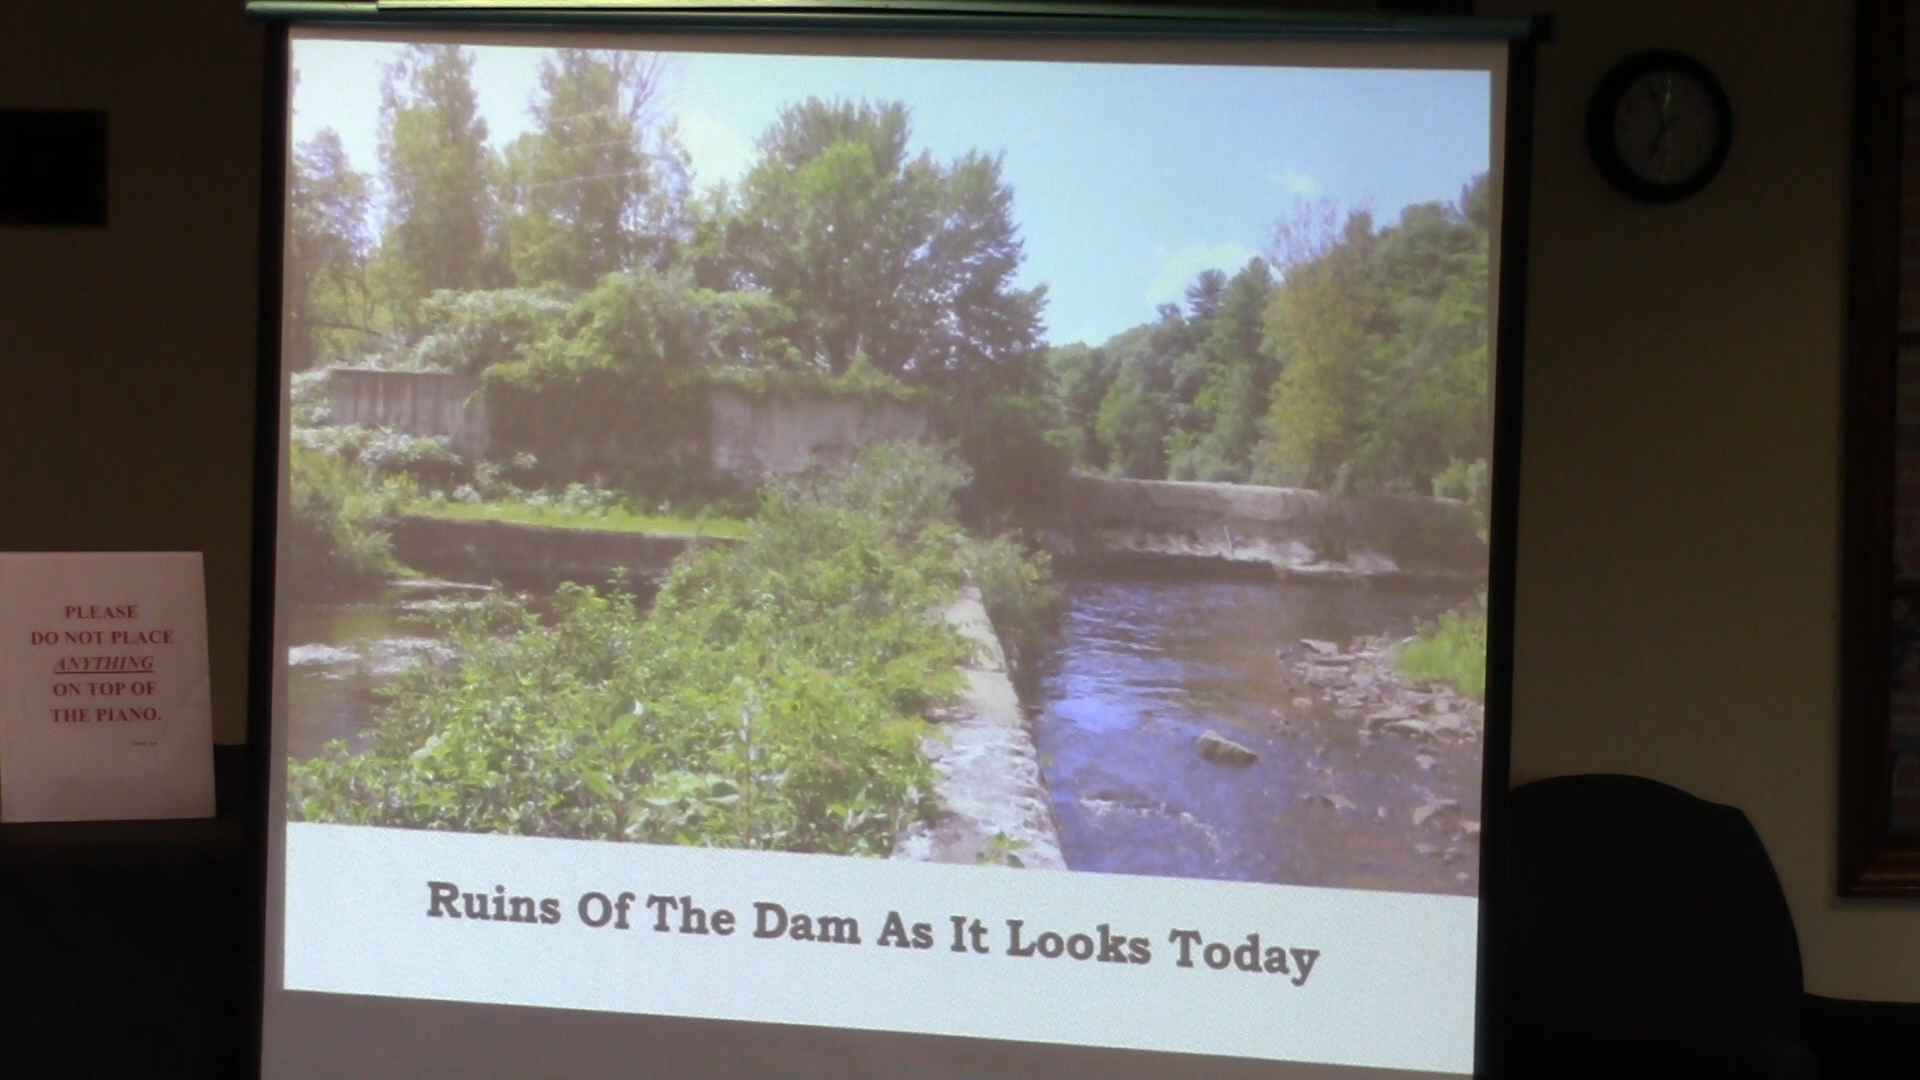 PLEASE
DO NOT PLACE
ANYTHING
ON TOP OF
THE PIANO.
Ruins Of The Dam As It Looks Today